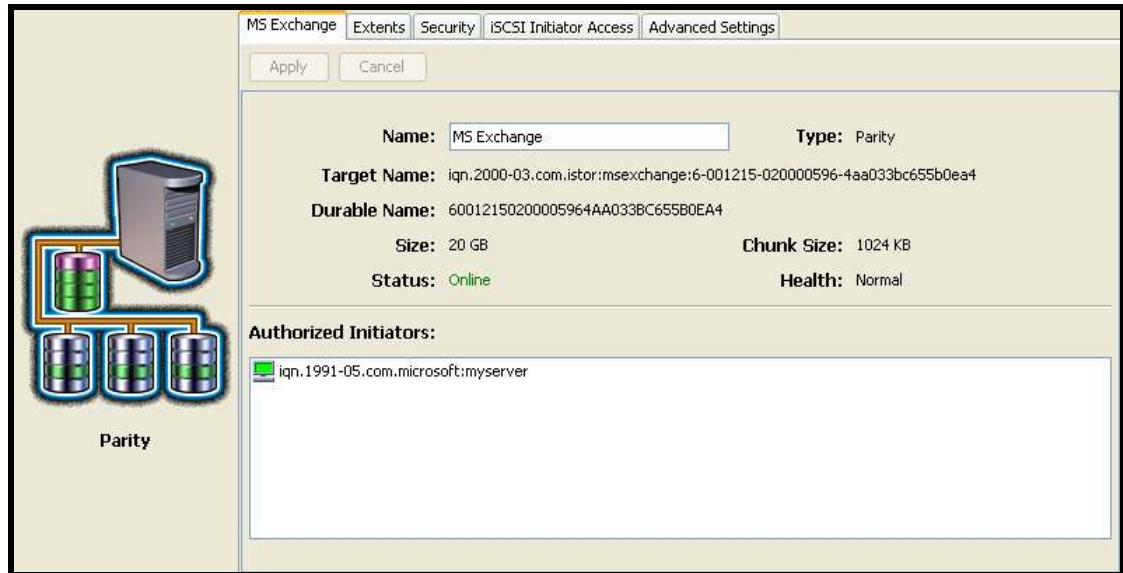 MS Exchange Extents Security iSCSI Initiator Access Advanced Settings
Apply Cancel
Name: MS Exchange Type: Parity
Target Name: iqn.2000-03.com.istor:msexchange:6-001215-020000596-4aa033bc655b0ea4
Durable Name: 60012150200005964AA033BC655B0EA4
Size: 20 GB Chunk Size: 1024 KB
Status: Online Health: Normal
Authorized Initiators:
iqn.1991-05.com.microsoft:myserver
Parity